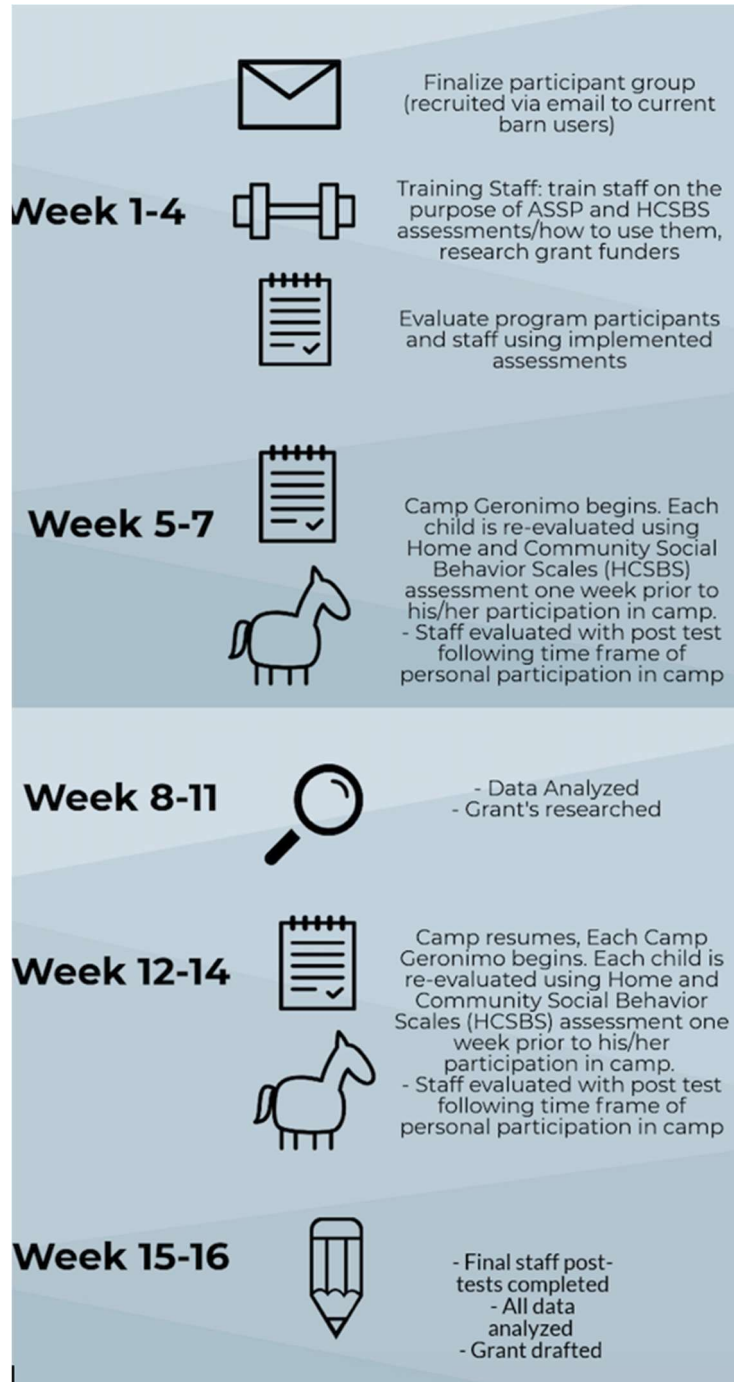 Finalize participant group
(recruited via email to current
barn users)
Week 1-4
Training Staff: train staff on the
purpose of ASSP and HCSBS
assessments/how to use them,
research grant funders
Evaluate program participants
and staff using implemented
assessments
Week 5-7
Camp Geronimo begins. Each
child is re-evaluated using
Home and Community Social
Behavior Scales (HCSBS)
assessment one week prior to
his/her participation in camp.
- Staff evaluated with post test
following time frame of
personal participation in camp
Week 8-11
- Data Analyzed
- Grant's researched
Week 12-14
Camp resumes, Each Camp
Geronimo begins. Each child is
re-evaluated using Home and
Community Social Behavior
Scales (HCSBS) assessment one
week prior to his/her
participation in camp.
- Staff evaluated with post test
following time frame of
personal participation in camp
Week 15-16
- Final staff post-
tests completed
- All data
analyzed
- Grant drafted